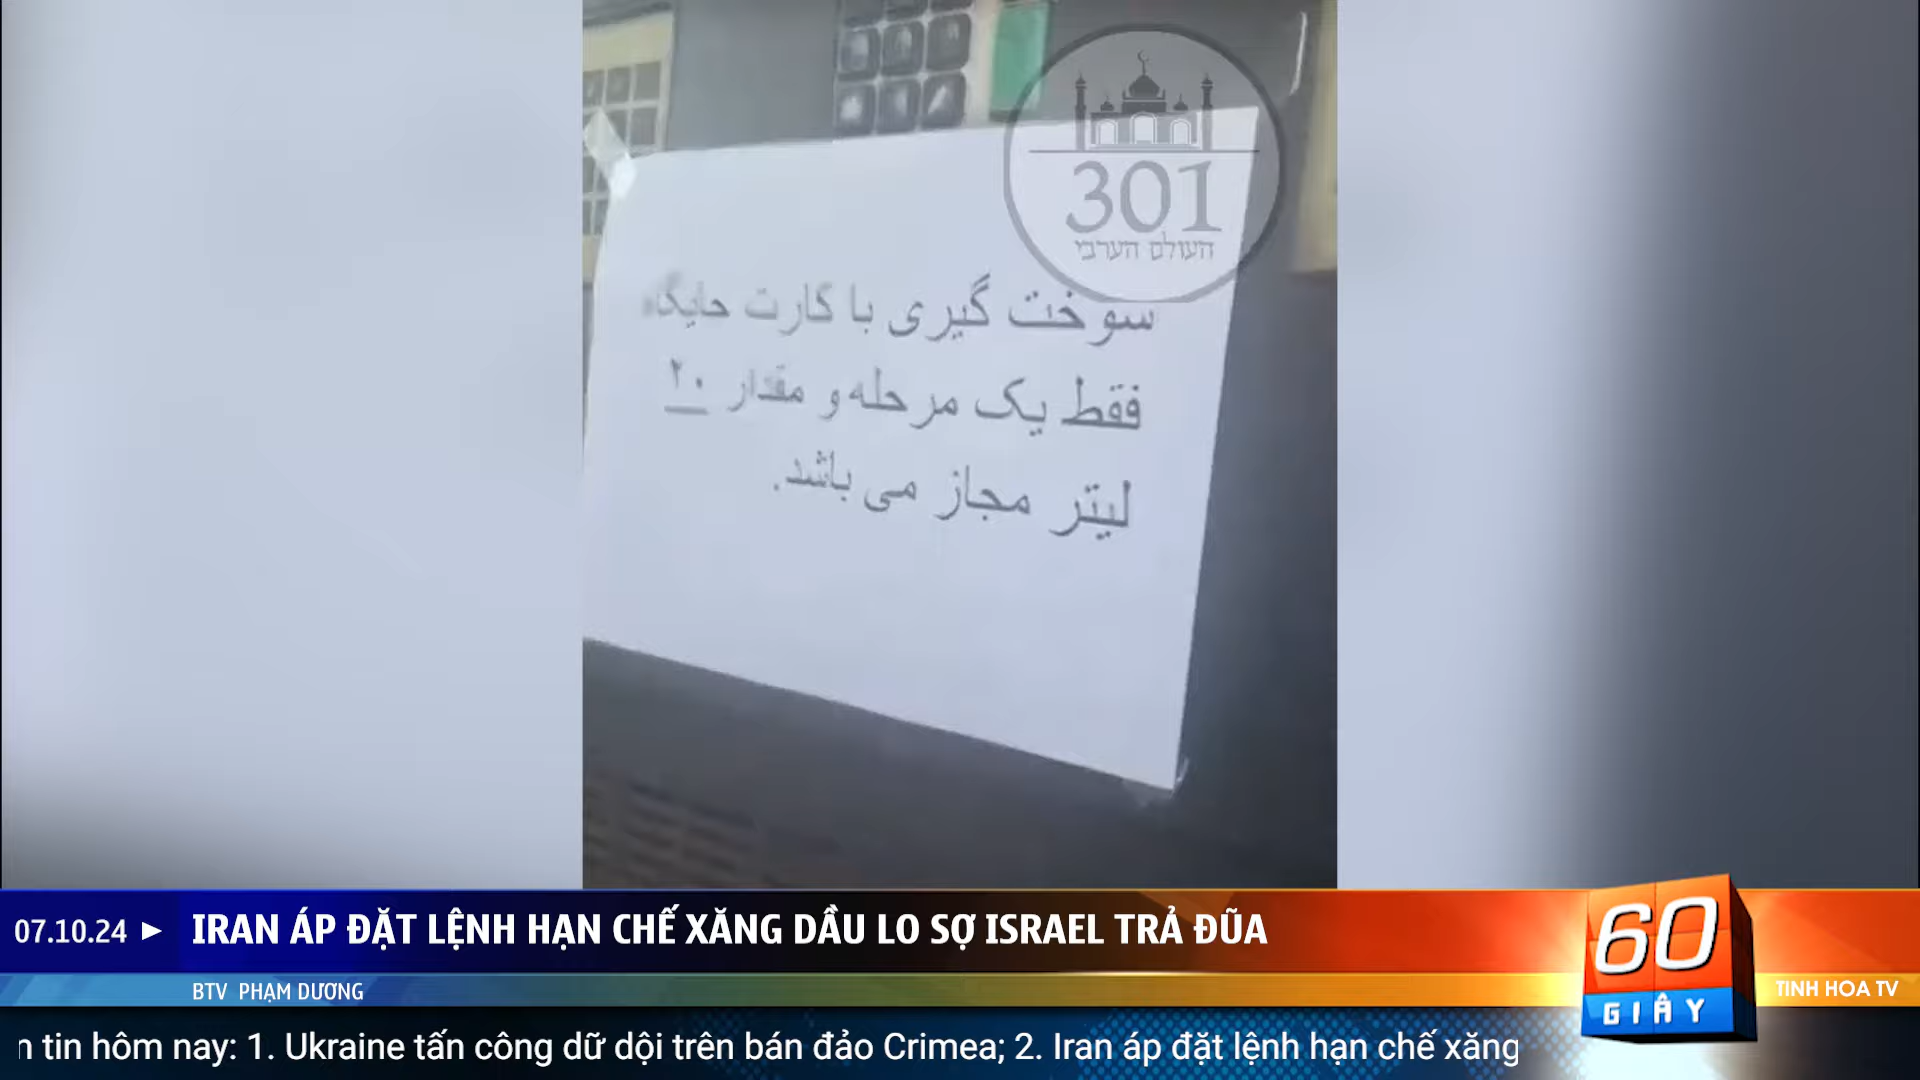 301
העולם הערבי
سوخت گیری با کارت جایگاه
فقط یک مرحله و مقدار ۲۰
لیتر مجاز می باشد.
07.10.24
IRAN ÁP ĐẶT LỆNH HẠN CHẾ XĂNG DẦU LO SỢ ISRAEL TRẢ ĐŨA
BTV PHẠM DƯƠNG
60
GIÂY
TINH HOA TV
n tin hôm nay: 1. Ukraine tấn công dữ dội trên bán đảo Crimea; 2. Iran áp đặt lệnh hạn chế xăng